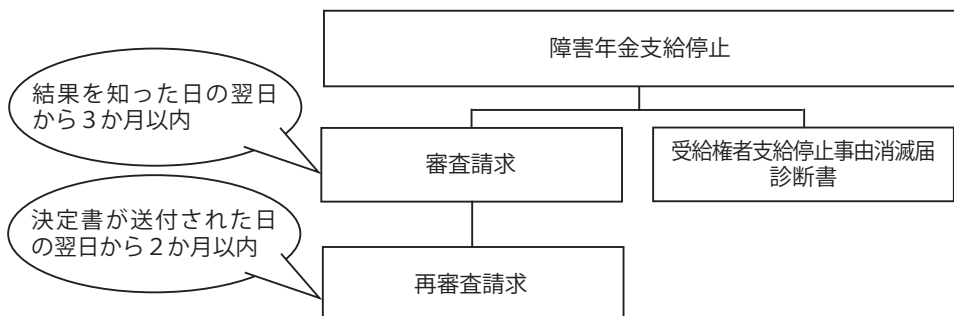 障害年金支給停止
結果を知った日の翌日
から３か月以内
審査請求
受給権者支給停止事由消滅届
診断書
決定書が送付された日
の翌日から２か月以内
再審査請求